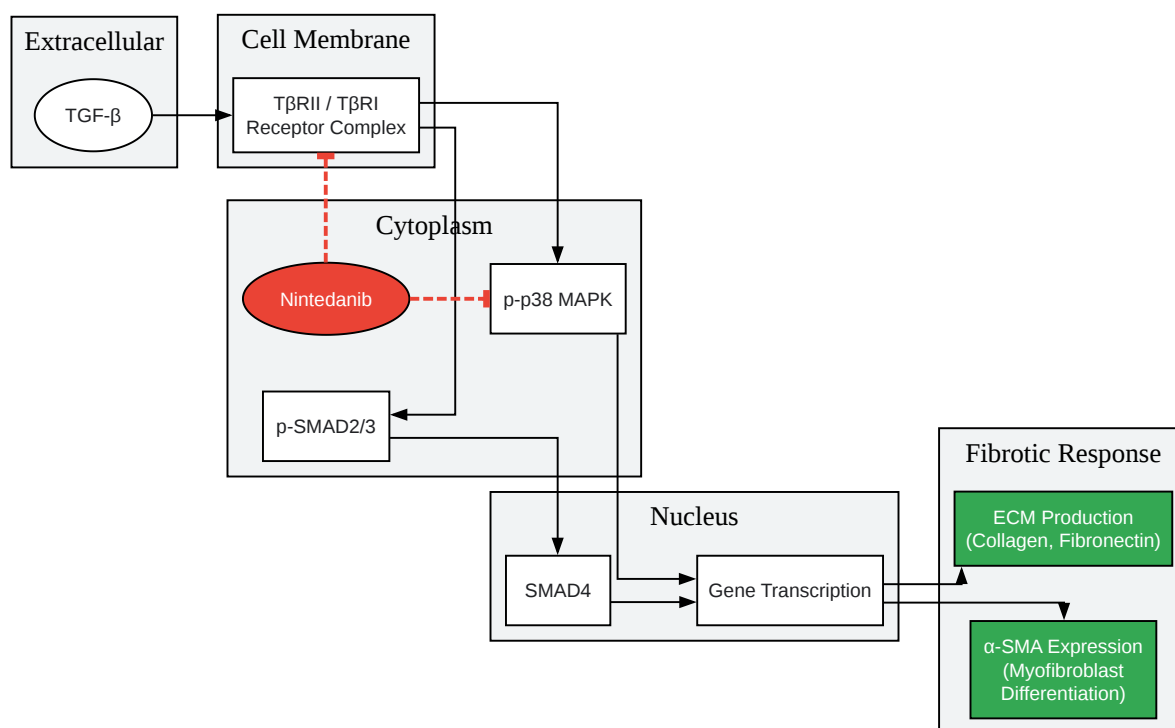 Extracellular
TGF-β
Cell Membrane
TβRII / TβRI
Receptor Complex
Cytoplasm
Nintedanib
p-p38 MAPK
p-SMAD2/3
Nucleus
SMAD4
Gene Transcription
Fibrotic Response
ECM Production
(Collagen, Fibronectin)
α-SMA Expression
(Myofibroblast
Differentiation)